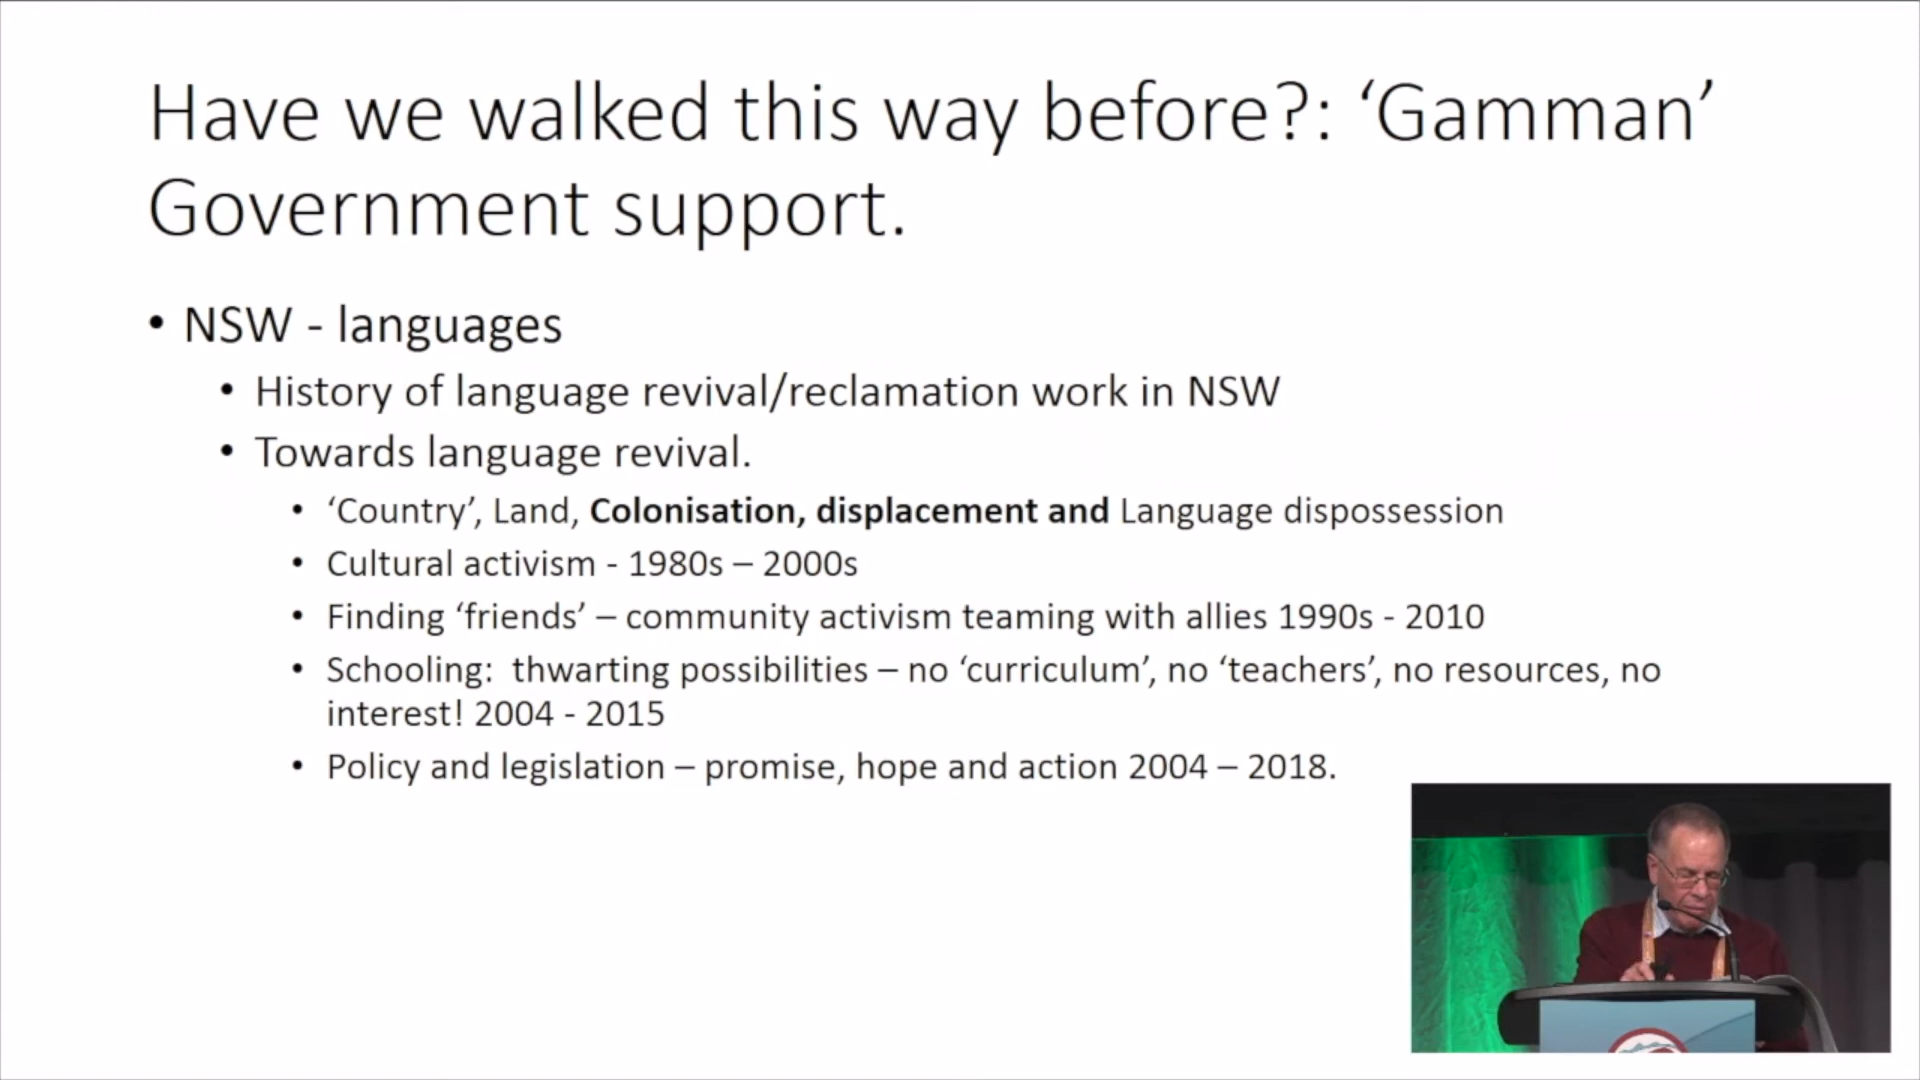 Have we walked this way before?: ‘Gamman’
Government support.
• NSW - languages
• History of language revival/reclamation work in NSW
• Towards language revival.
• ‘Country’, Land, Colonisation, displacement and Language dispossession
• Cultural activism - 1980s – 2000s
• Finding ‘friends’ – community activism teaming with allies 1990s - 2010
• Schooling:  thwarting possibilities – no ‘curriculum’, no ‘teachers’, no resources, no
interest! 2004 - 2015
• Policy and legislation – promise, hope and action 2004 – 2018.